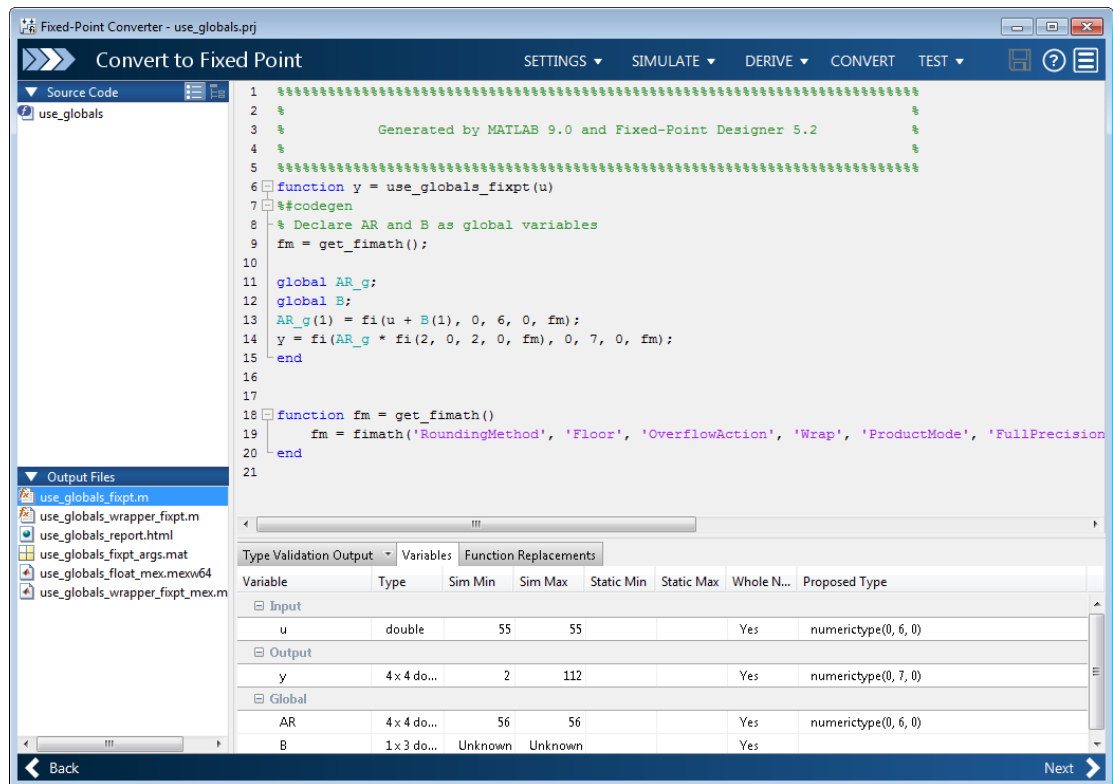 Fixed-Point Converter - use_globals.prj
Convert to Fixed Point
SETTINGS ▼ SIMULATE ▼ DERIVE ▼ CONVERT TEST ▼
Source Code
use_globals
1 %%%%%%%%%%%%%%%%%%%%%%%%%%%%%%%%%%%%%%%%%%%%%%%%%%%%%%%%%%%%%%%%%%%%%%%%%%%%
2 % %
3 % Generated by MATLAB 9.0 and Fixed-Point Designer 5.2 %
4 % %
5 %%%%%%%%%%%%%%%%%%%%%%%%%%%%%%%%%%%%%%%%%%%%%%%%%%%%%%%%%%%%%%%%%%%%%%%%%%%%
6 function y = use_globals_fixpt(u)
7 %#codegen
8 % Declare AR and B as global variables
9 fm = get_fimath();
10
11 global AR_g;
12 global B;
13 AR_g(1) = fi(u + B(1), 0, 6, 0, fm);
14 y = fi(AR_g * fi(2, 0, 2, 0, fm), 0, 7, 0, fm);
15 end
16
17
18 function fm = get_fimath()
19 fm = fimath('RoundingMethod', 'Floor', 'OverflowAction', 'Wrap', 'ProductMode', 'FullPrecision
20 end
21
Output Files
use_globals_fixpt.m
use_globals_wrapper_fixpt.m
use_globals_report.html
use_globals_fixpt_args.mat
use_globals_float_mex.mexw64
use_globals_wrapper_fixpt_mex.m
Type Validation Output Variables Function Replacements
Variable Type Sim Min Sim Max Static Min Static Max Whole N... Proposed Type
Input
u double 55 55 Yes numerictype(0, 6, 0)
Output
y 4 x 4 do... 2 112 Yes numerictype(0, 7, 0)
Global
AR 4 x 4 do... 56 56 Yes numerictype(0, 6, 0)
B 1 x 3 do... Unknown Unknown Yes
Back Next